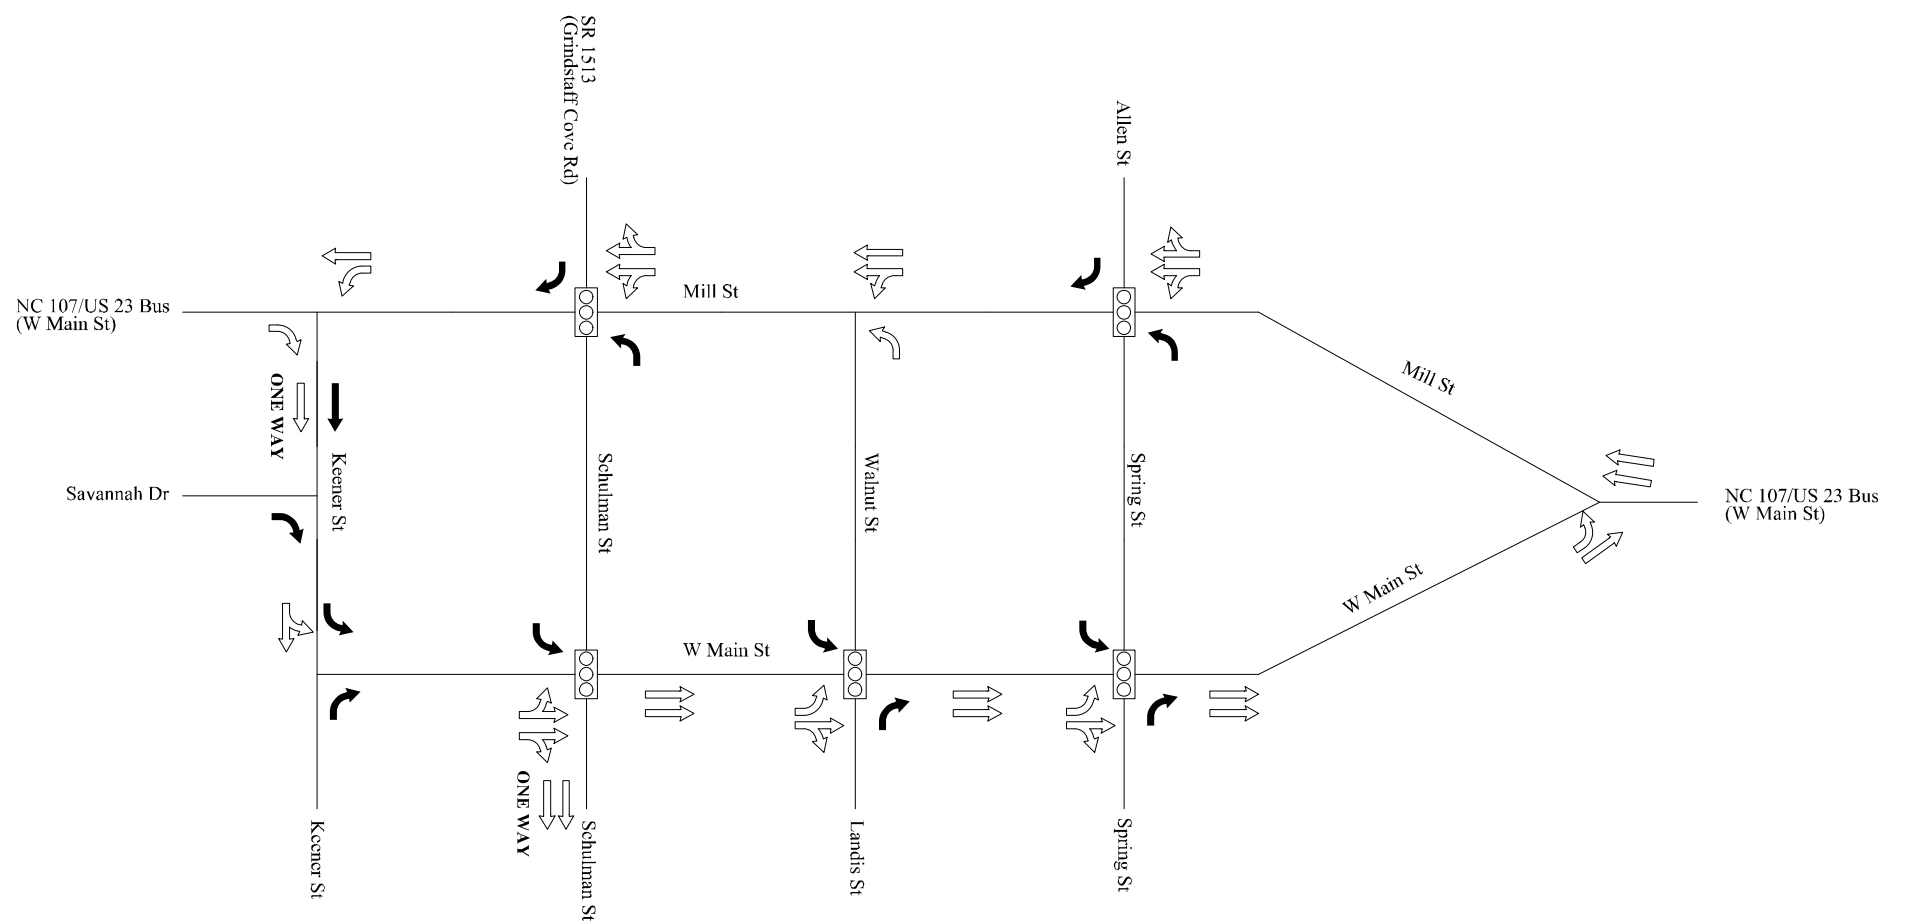 SR 1513
(Grindstaff Cove Rd)
Allen St
Mill St
NC 107/US 23 Bus
(W Main St)
Mill St
ONE WAY
Keener St
Schulman St
Walnut St
Spring St
Savannah Dr
NC 107/US 23 Bus
(W Main St)
W Main St
W Main St
ONE WAY
Keener St
Schulman St
Landis St
Spring St